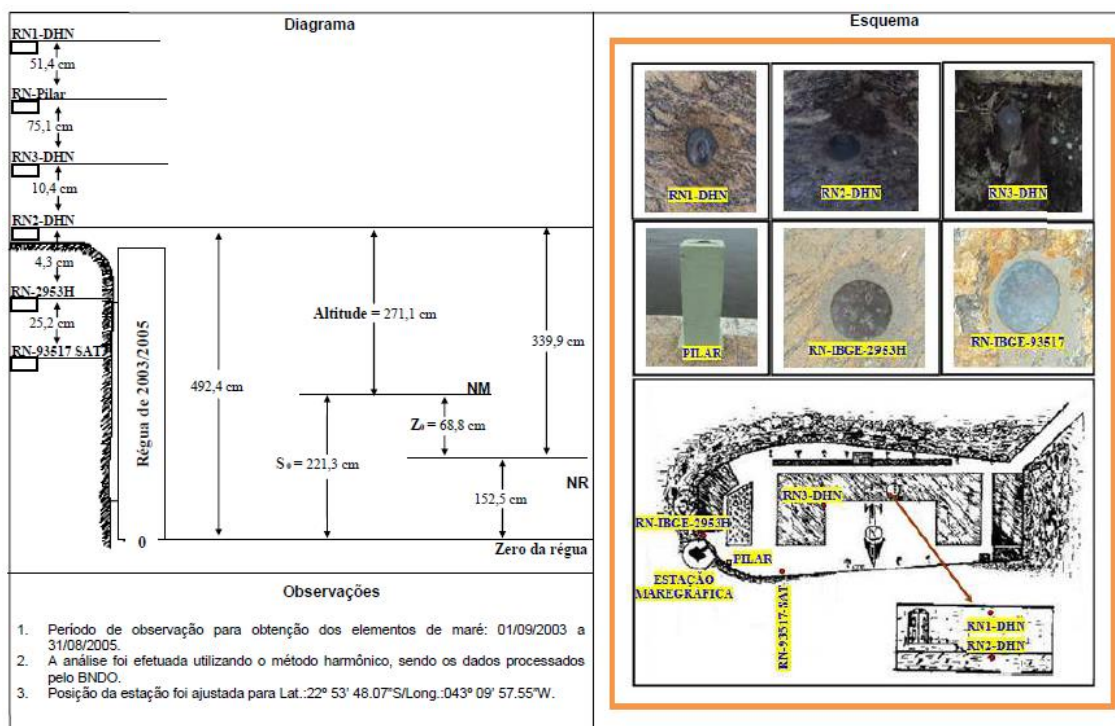 Diagrama
RN1-DHN
51,4 cm
RN-Pilar
75,1 cm
RN3-DHN
10,4 cm
RN2-DHN
4,3 cm
RN-2953H
25,2 cm
RN-93517 SAT
Régua de 2003/2005
0
492,4 cm
Altitude = 271,1 cm
339,9 cm
NM
Z₀ = 68,8 cm
S₀ = 221,3 cm
NR
152,5 cm
Zero da régua
Observações
1. Período de observação para obtenção dos elementos de maré: 01/09/2003 a
31/08/2005.
2. A análise foi efetuada utilizando o método harmônico, sendo os dados processados
pelo BNDO.
3. Posição da estação foi ajustada para Lat.:22º 53' 48.07"S/Long.:043º 09' 57.55"W.
Esquema
RN1-DHN
RN2-DHN
RN3-DHN
PILAR
RN-IBGE-2953H
RN-IBGE-93517
RN3-DHN
RN-IBGE-2953H
PILAR
ESTAÇÃO
MAREGRÁFICA
RN-93517-SAT
N
RN1-DHN
RN2-DHN